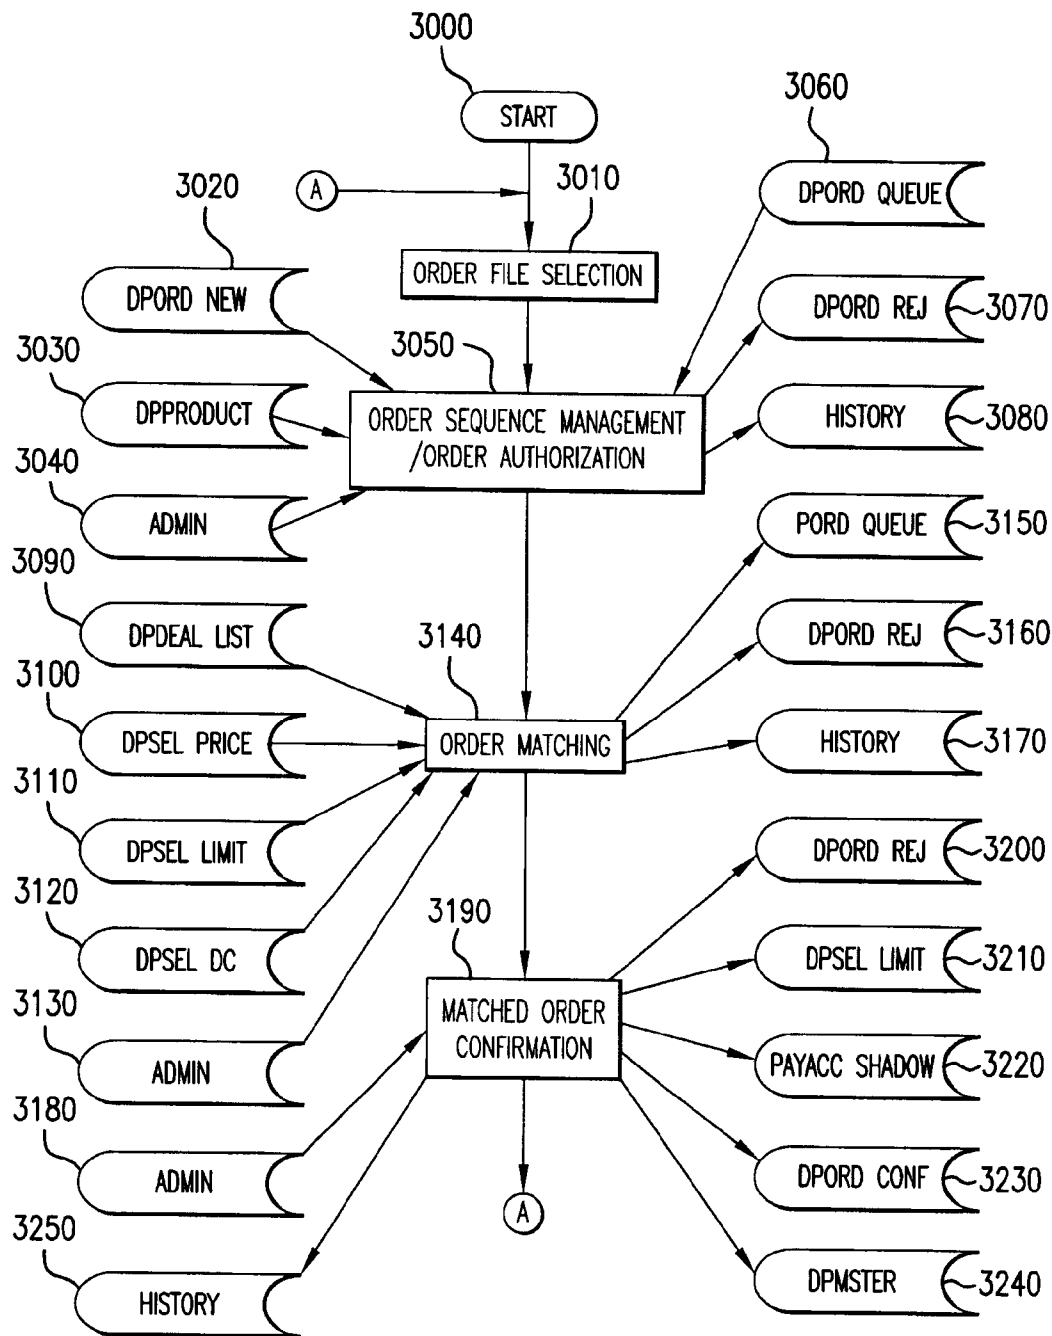 3000
START
3060
DPORD QUEUE
A
3010
3020
ORDER FILE SELECTION
DPORD NEW
DPORD REJ
3070
3050
3030
DPPRODUCT
ORDER SEQUENCE MANAGEMENT
/ORDER AUTHORIZATION
HISTORY
3080
3040
ADMIN
PORD QUEUE
3150
3090
DPDEAL LIST
3140
DPORD REJ
3160
3100
DPSEL PRICE
ORDER MATCHING
HISTORY
3170
3110
DPSEL LIMIT
DPORD REJ
3200
3120
DPSEL DC
3190
DPSEL LIMIT
3210
3130
ADMIN
MATCHED ORDER
CONFIRMATION
PAYACC SHADOW
3220
3180
ADMIN
DPORD CONF
3230
A
3250
HISTORY
DPMSTER
3240